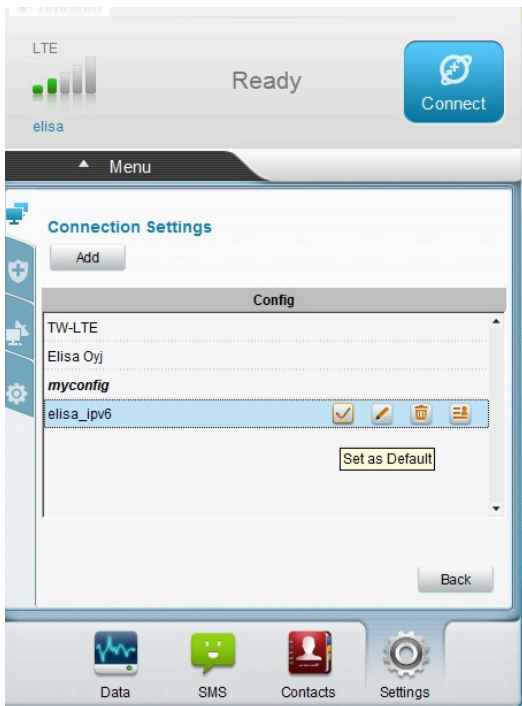 LTE
Ready
Connect
elisa
Menu
Connection Settings
Add
Config
TW-LTE
Elisa Oyj
myconfig
elisa_ipv6
Set as Default
Back
Data SMS Contacts Settings